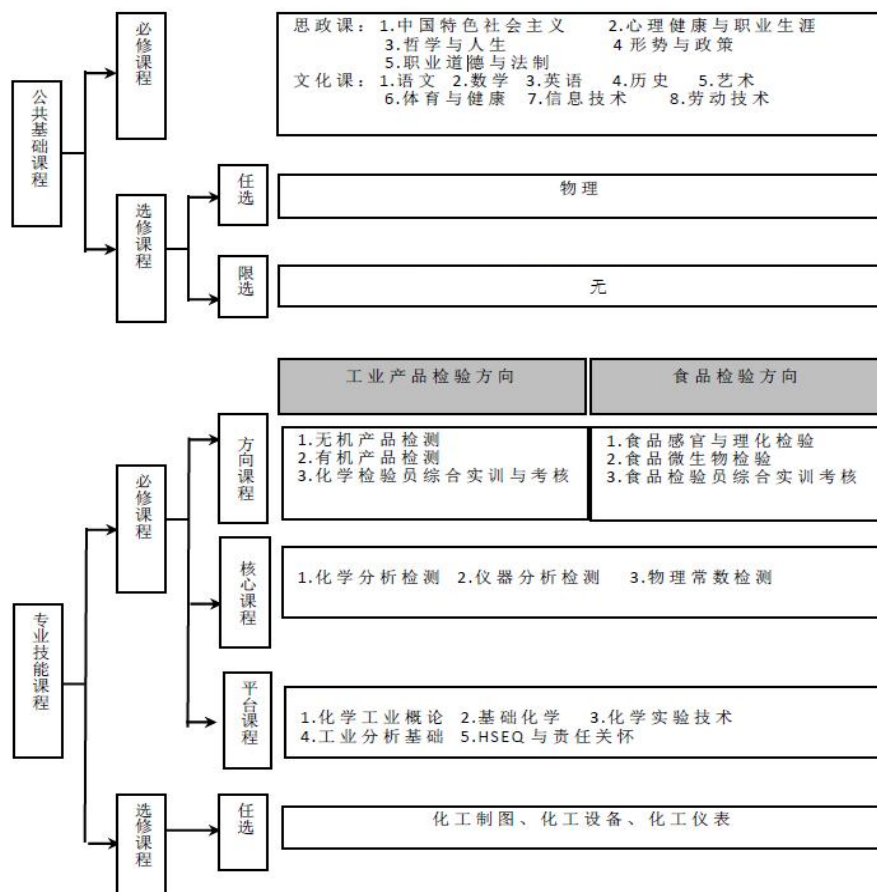 公共基础课程
必修课程
思政课：1.中国特色社会主义 2.心理健康与职业生涯
3.哲学与人生 4 形势与政策
5.职业道德与法制
文化课：1.语文 2.数学 3.英语 4.历史 5.艺术
6.体育与健康 7.信息技术 8.劳动技术
选修课程
任选
物理
限选
无
工业产品检验方向
食品检验方向
专业技能课程
必修课程
方向课程
1.无机产品检测
2.有机产品检测
3.化学检验员综合实训与考核
1.食品感官与理化检验
2.食品微生物检验
3.食品检验员综合实训考核
核心课程
1.化学分析检测 2.仪器分析检测 3.物理常数检测
平台课程
1.化学工业概论 2.基础化学 3.化学实验技术
4.工业分析基础 5.HSEQ 与责任关怀
选修课程
任选
化工制图、化工设备、化工仪表